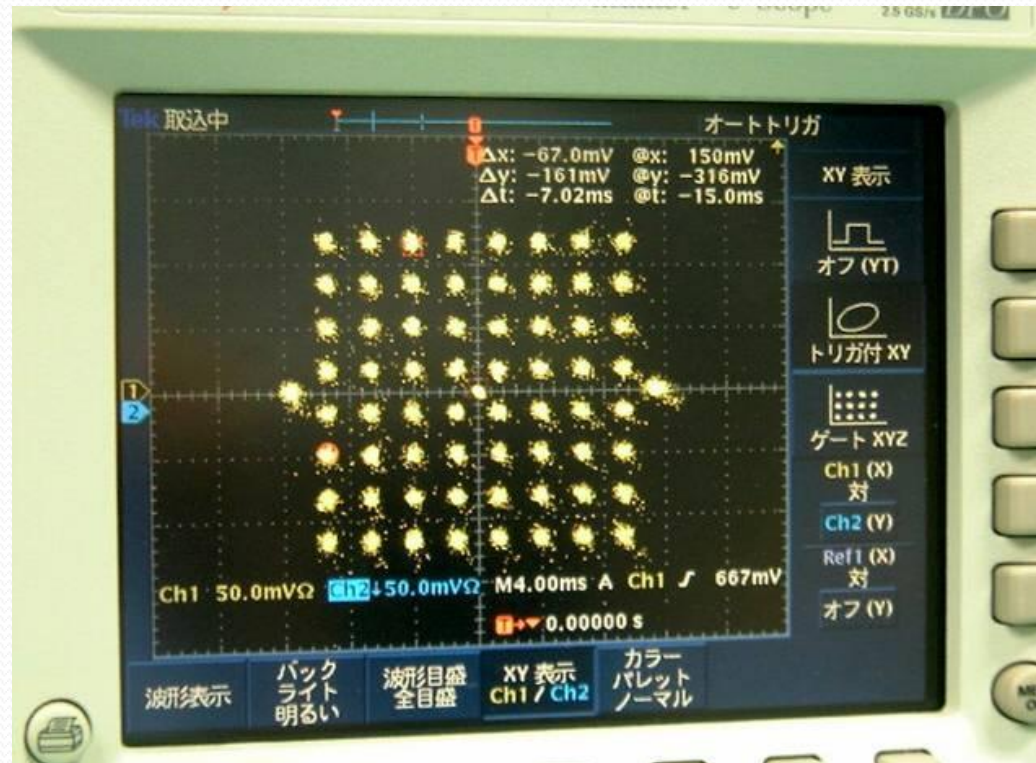 2.5 GS/s DPO
Tek 取込中
オートトリガ
Δx: -67.0mV @x: 150mV
Δy: -161mV @y: -316mV
Δt: -7.02ms @t: -15.0ms
XY 表示
オフ (YT)
トリガ付 XY
ゲート XYZ
Ch1 (X)
対
Ch2 (Y)
Ref1 (X)
対
オフ (Y)
1
2
Ch1 50.0mVΩ Ch2↓50.0mVΩ M4.00ms A Ch1 ʃ 667mV
T→▼ 0.00000 s
波形表示
バック
ライト
明るい
波形目盛
全目盛
XY 表示
Ch1 / Ch2
カラー
パレット
ノーマル